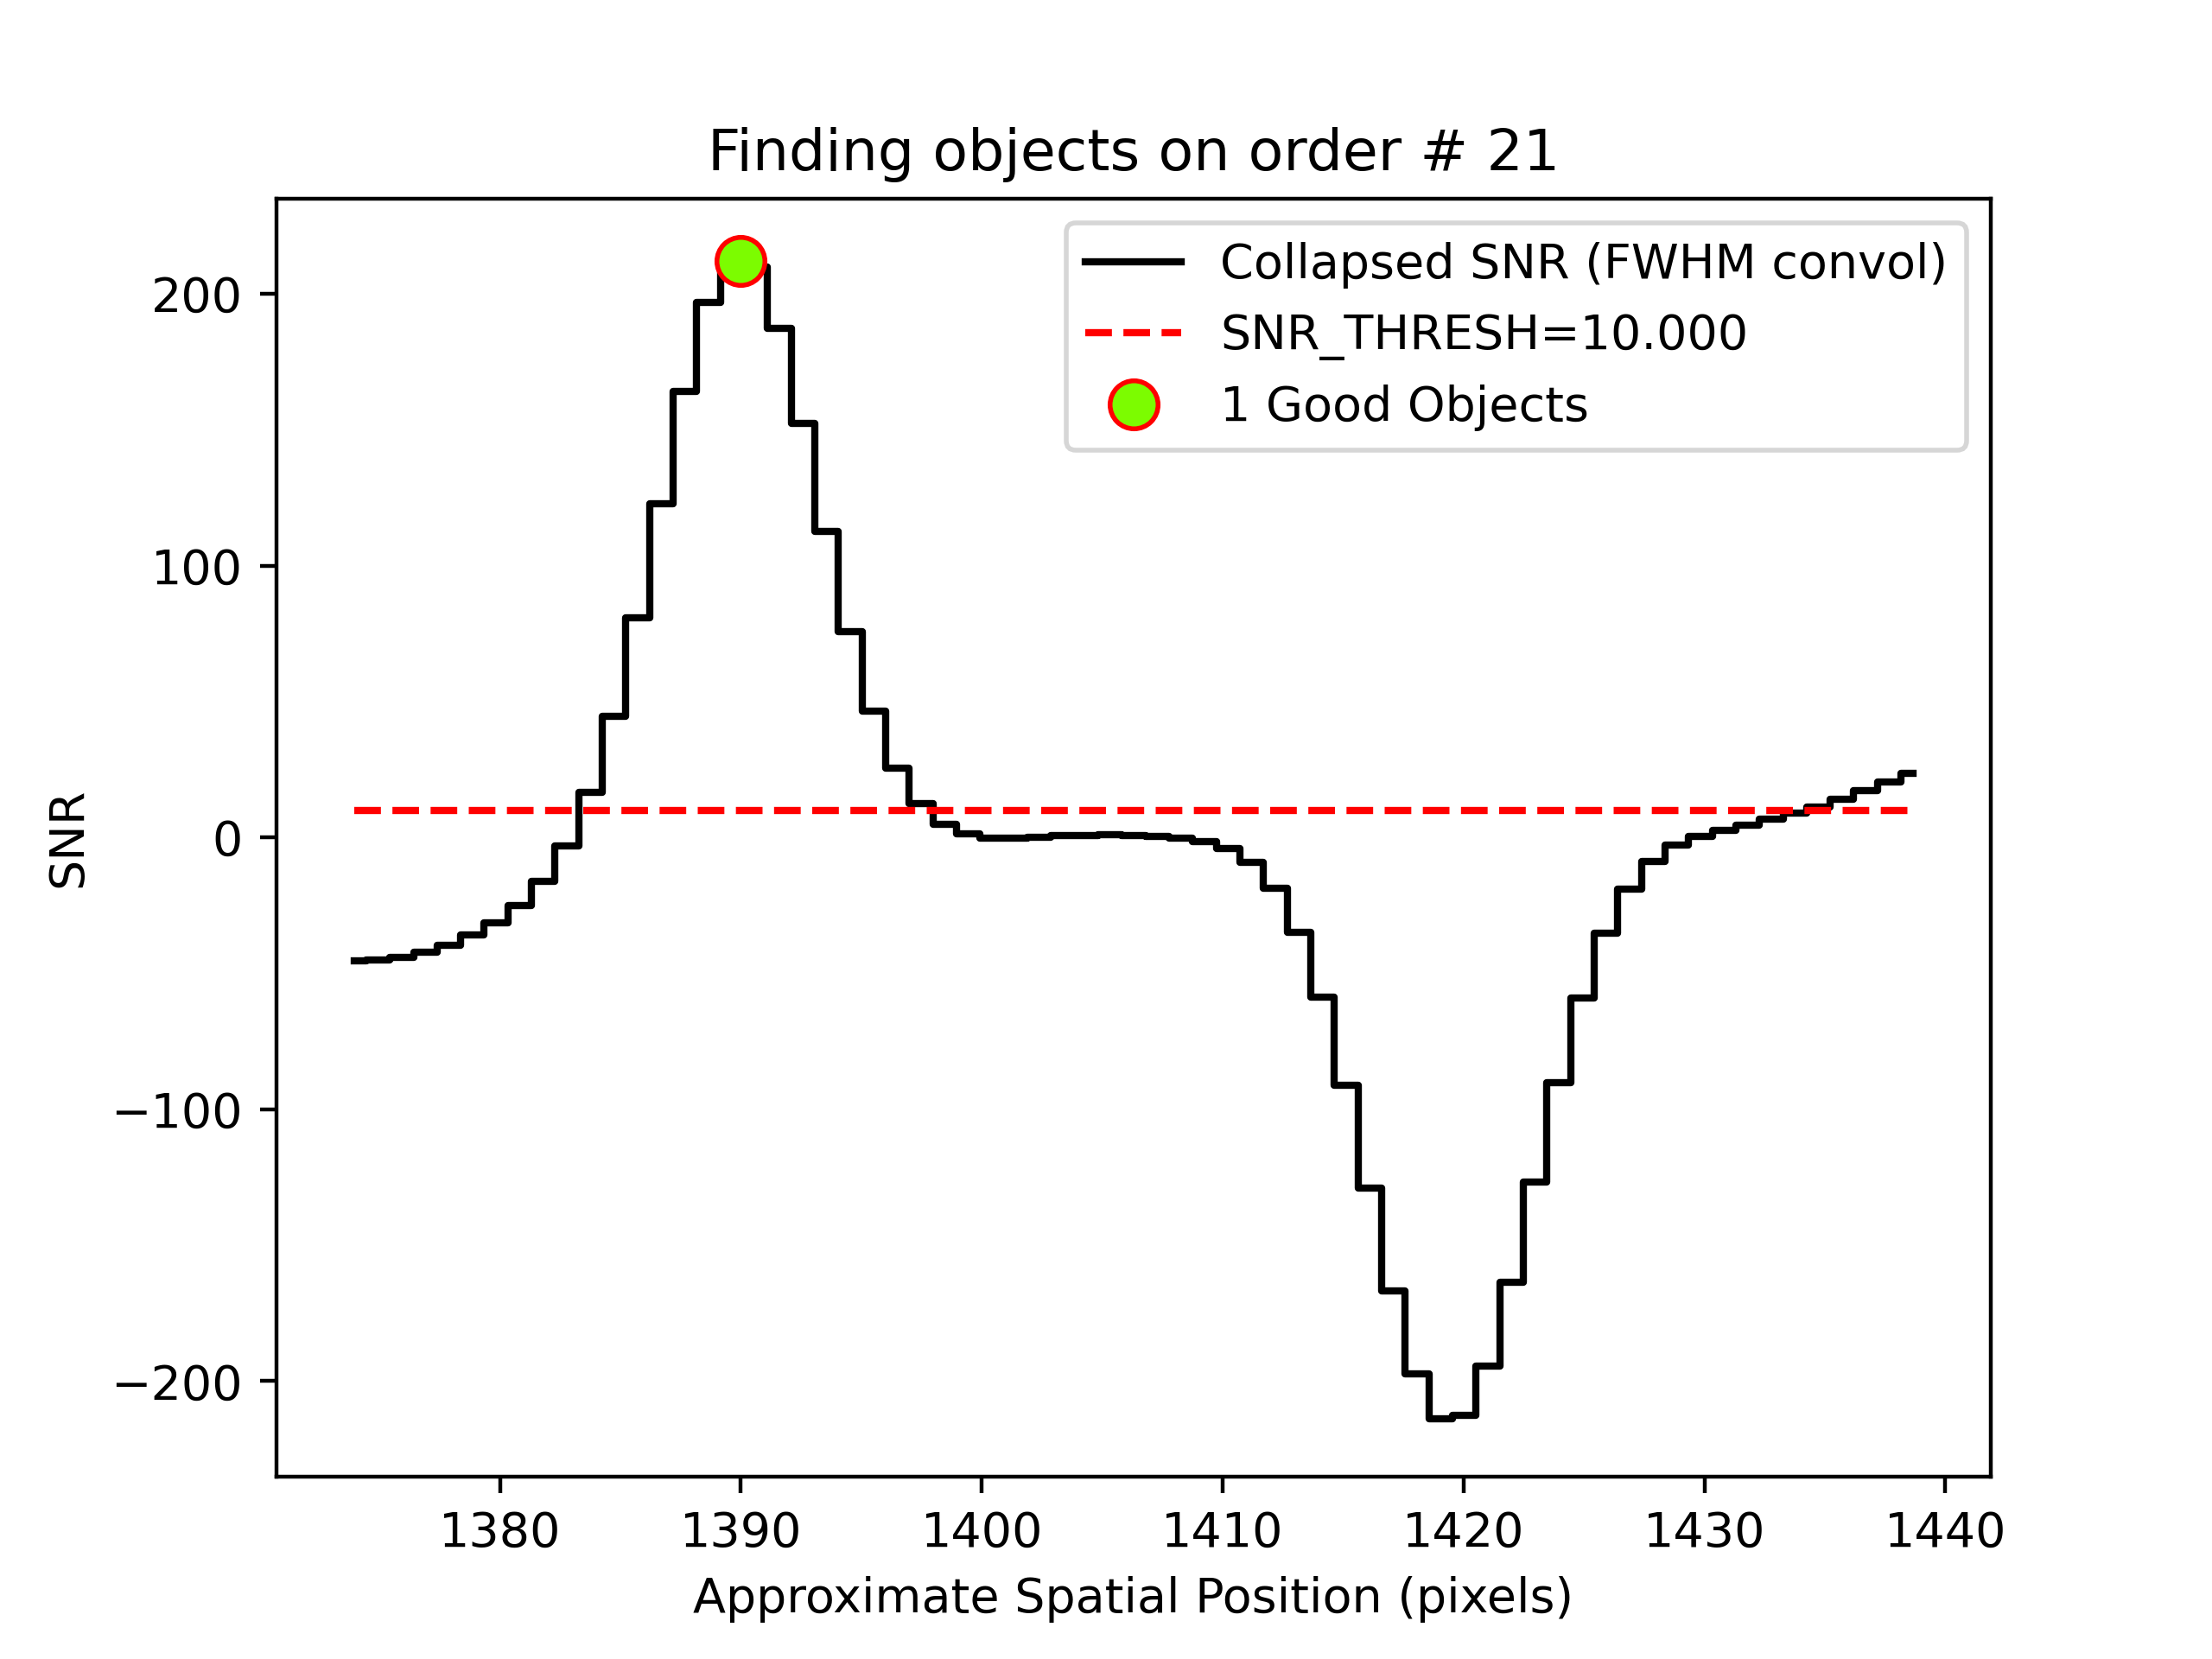 Finding objects on order # 21
Collapsed SNR (FWHM convol)
SNR_THRESH=10.000
1 Good Objects
SNR
200
100
0
−100
−200
1380 1390 1400 1410 1420 1430 1440
Approximate Spatial Position (pixels)